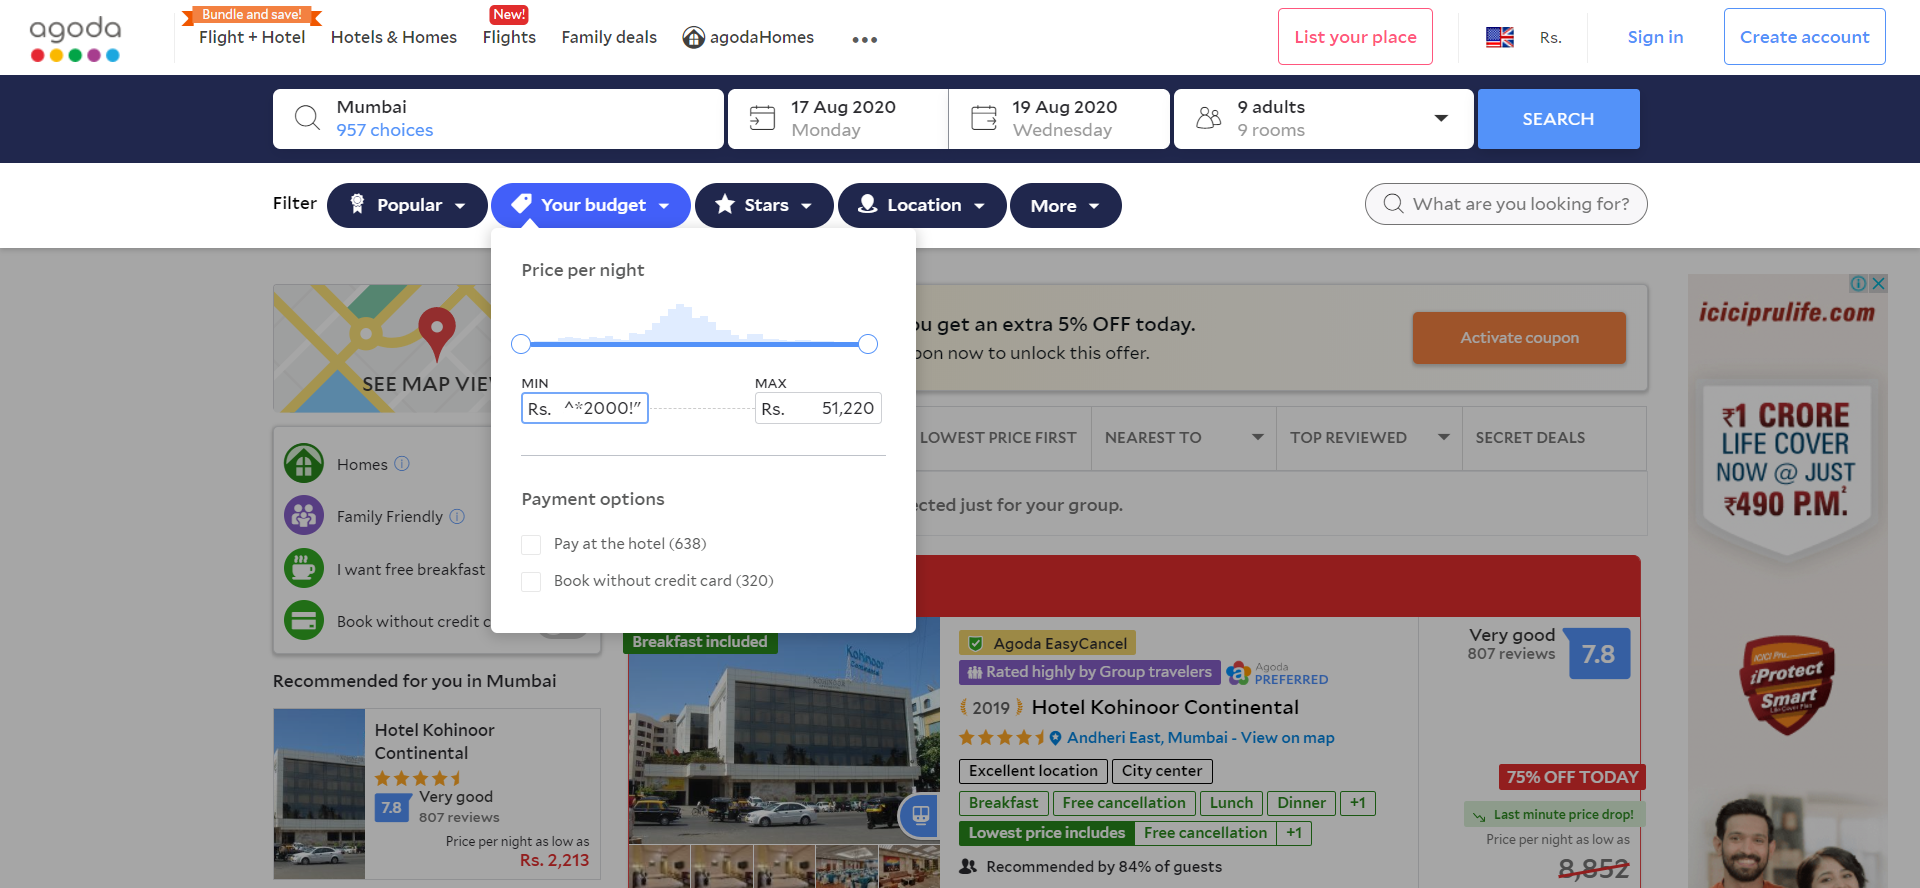 agoda
Bundle and save!
Flight + Hotel
Hotels & Homes
New!
Flights
Family deals
agodaHomes
List your place
Rs.
Sign in
Create account
Mumbai
957 choices
17 Aug 2020
Monday
19 Aug 2020
Wednesday
9 adults
9 rooms
SEARCH
Filter
Popular
Your budget
Stars
Location
More
What are you looking for?
Price per night
MIN
MAX
Rs. ^*2000!"
Rs. 51,220
Payment options
Pay at the hotel (638)
Book without credit card (320)
SEE MAP VIE
Homes
Family Friendly
I want free breakfast
Book without credit c
Recommended for you in Mumbai
Hotel Kohinoor
Continental
7.8
Very good
807 reviews
Price per night as low as
Rs. 2,213
ou get an extra 5% OFF today.
pon now to unlock this offer.
Activate coupon
LOWEST PRICE FIRST
NEAREST TO
TOP REVIEWED
SECRET DEALS
cted just for your group.
Breakfast included
Kohinoor
Continental
Agoda EasyCancel
Rated highly by Group travelers
Agoda
PREFERRED
2019
Hotel Kohinoor Continental
Andheri East, Mumbai - View on map
Excellent location
City center
Breakfast
Free cancellation
Lunch
Dinner
+1
Lowest price includes
Free cancellation
+1
Recommended by 84% of guests
Very good
807 reviews
7.8
75% OFF TODAY
Last minute price drop!
Price per night as low as
8,852
iciciprulife.com
₹1 CRORE
LIFE COVER
NOW @ JUST
₹490 P.M.²
ICICI Pru
iProtect
Smart